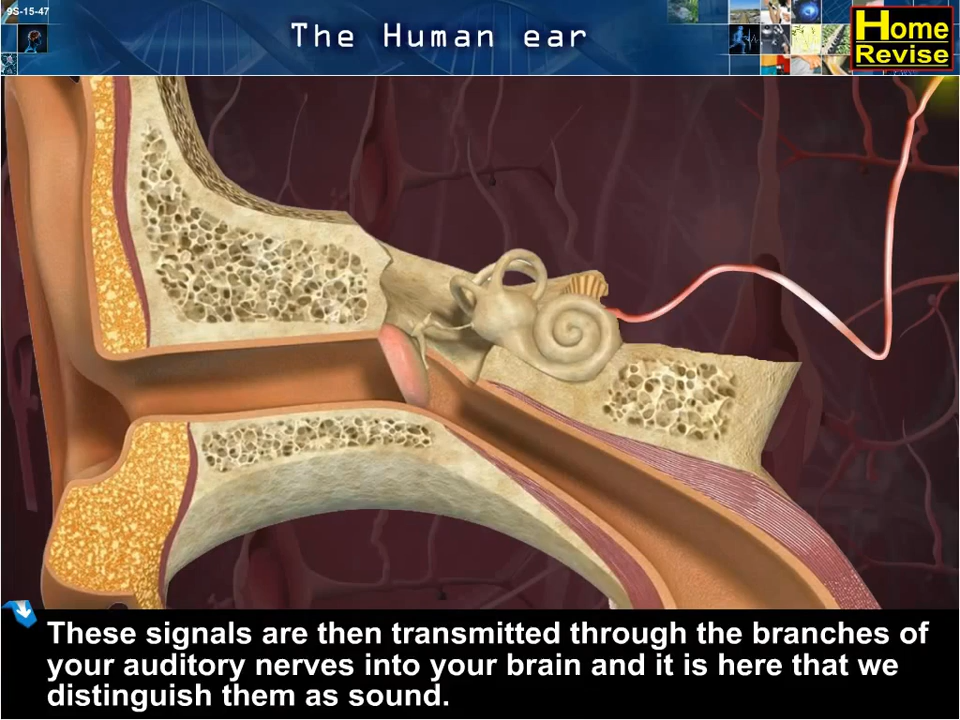 9S-15-47
The Human ear
Home
Revise
These signals are then transmitted through the branches of
your auditory nerves into your brain and it is here that we
distinguish them as sound.